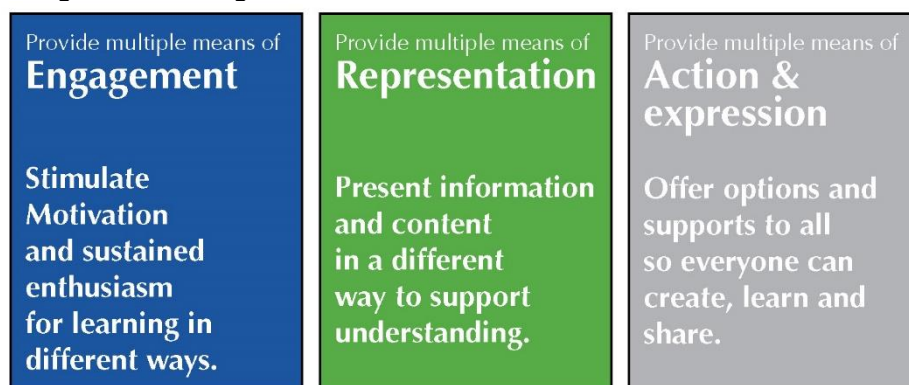 Provide multiple means of
Engagement
Stimulate
Motivation
and sustained
enthusiasm
for learning in
different ways.
Provide multiple means of
Representation
Present information
and content
in a different
way to support
understanding.
Provide multiple means of
Action &
expression
Offer options and
supports to all
so everyone can
create, learn and
share.